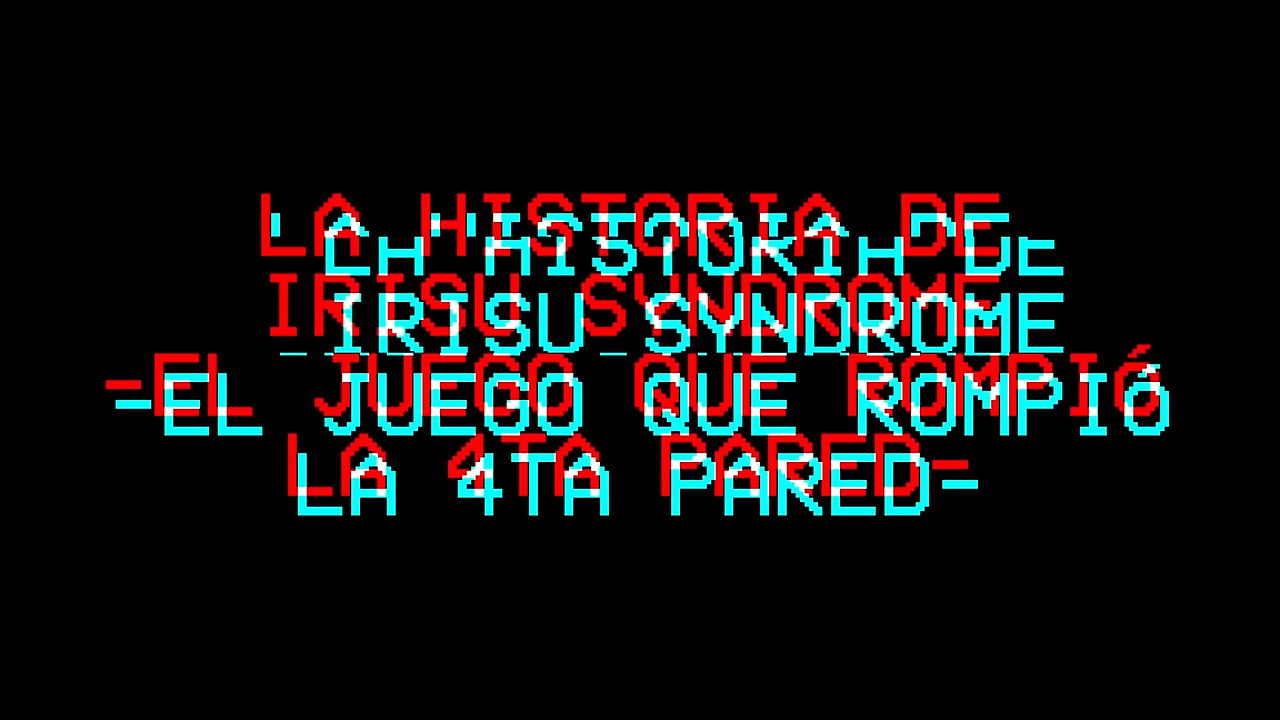 LA HISTORIA DE
IRISU SYNDROME
-EL JUEGO QUE ROMPIÓ
LA 4TA PARED-